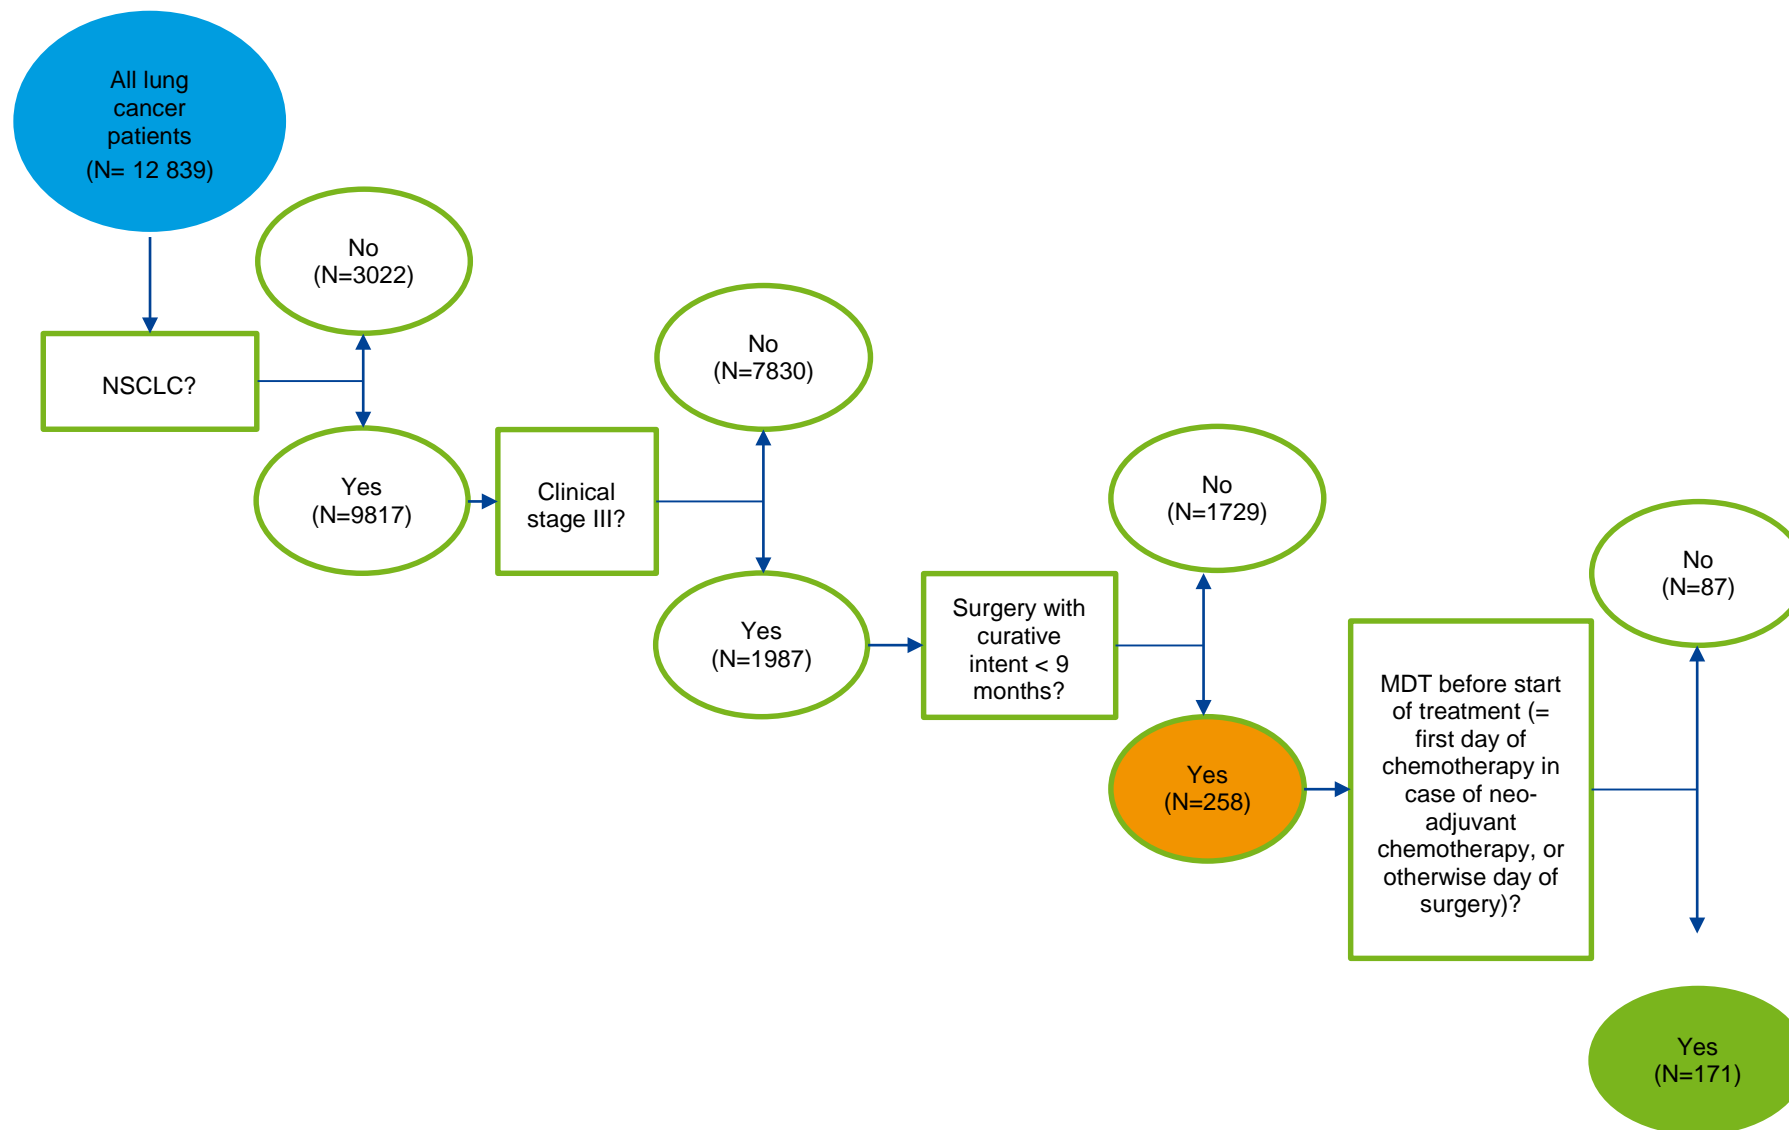 All lung
cancer
patients
(N= 12 839)
No
(N=3022)
NSCLC?
Yes
(N=9817)
Clinical
stage III?
No
(N=7830)
Yes
(N=1987)
Surgery with
curative
intent < 9
months?
No
(N=1729)
Yes
(N=258)
MDT before start
of treatment (=
first day of
chemotherapy in
case of neo-
adjuvant
chemotherapy, or
otherwise day of
surgery)?
No
(N=87)
Yes
(N=171)